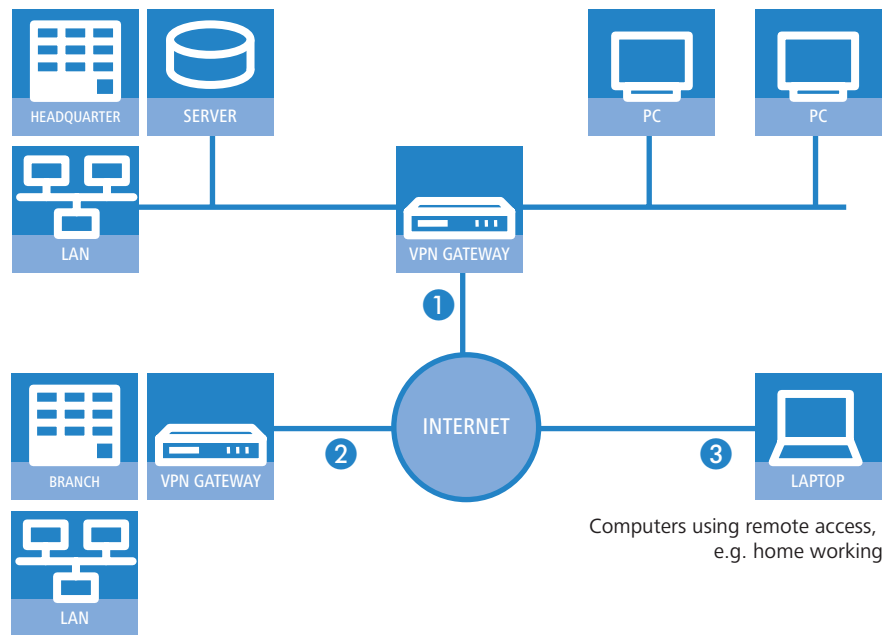 HEADQUARTER
SERVER
PC
PC
LAN
VPN GATEWAY
1
INTERNET
2
3
BRANCH
VPN GATEWAY
LAPTOP
Computers using remote access,
e.g. home working
LAN